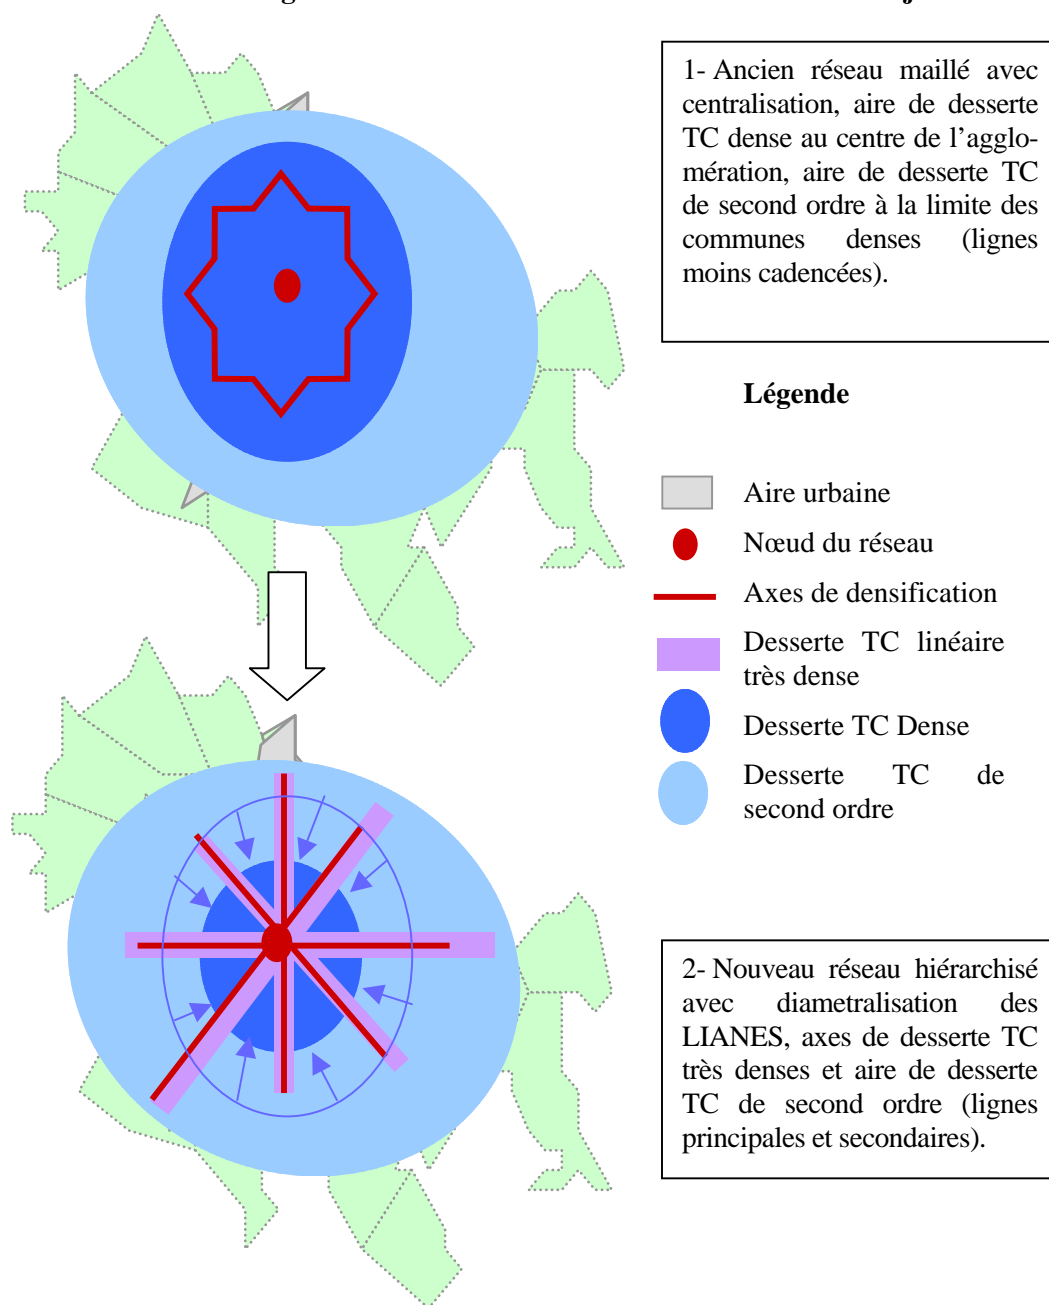 1- Ancien réseau maillé avec
centralisation, aire de desserte
TC dense au centre de l'agglo-
mération, aire de desserte TC
de second ordre à la limite des
communes denses (lignes
moins cadencées).
Légende
Aire urbaine
Nœud du réseau
Axes de densification
Desserte TC linéaire
très dense
Desserte TC Dense
Desserte TC de
second ordre
2- Nouveau réseau hiérarchisé
avec diametralisation des
LIANES, axes de desserte TC
très denses et aire de desserte
TC de second ordre (lignes
principales et secondaires).